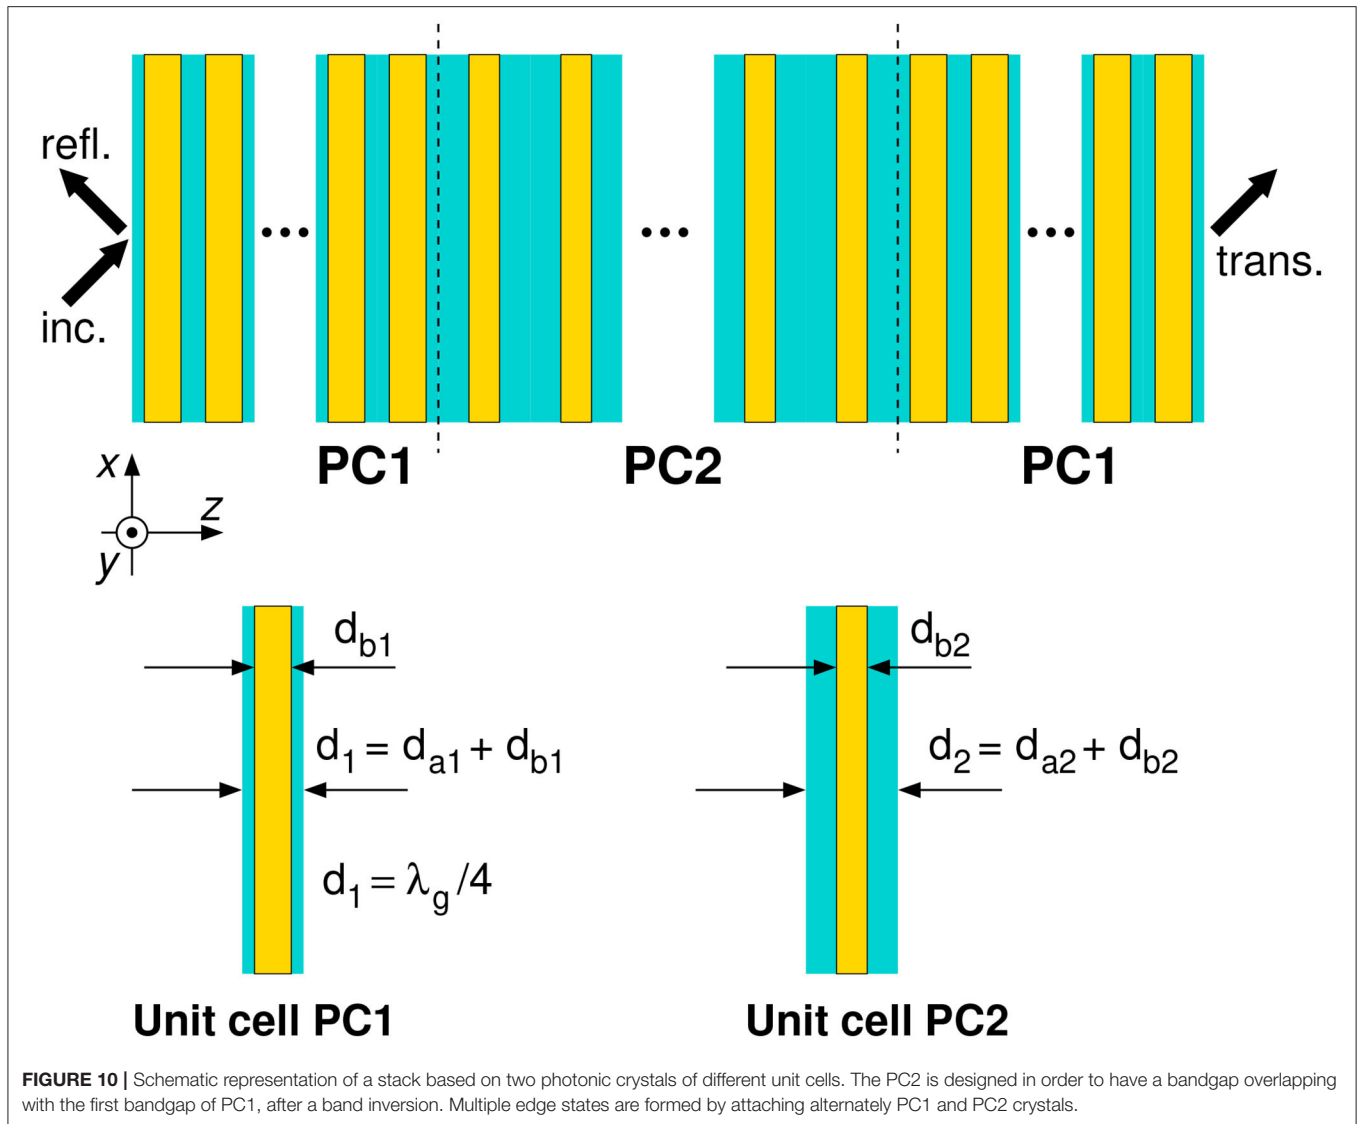 refl.
inc.
trans.
PC1 PC2 PC1
x
z
y
d_b1
d_b2
d_1 = d_a1 + d_b1
d_2 = d_a2 + d_b2
d_1 = λ_g /4
Unit cell PC1
Unit cell PC2
FIGURE 10 | Schematic representation of a stack based on two photonic crystals of different unit cells. The PC2 is designed in order to have a bandgap overlapping
with the first bandgap of PC1, after a band inversion. Multiple edge states are formed by attaching alternately PC1 and PC2 crystals.